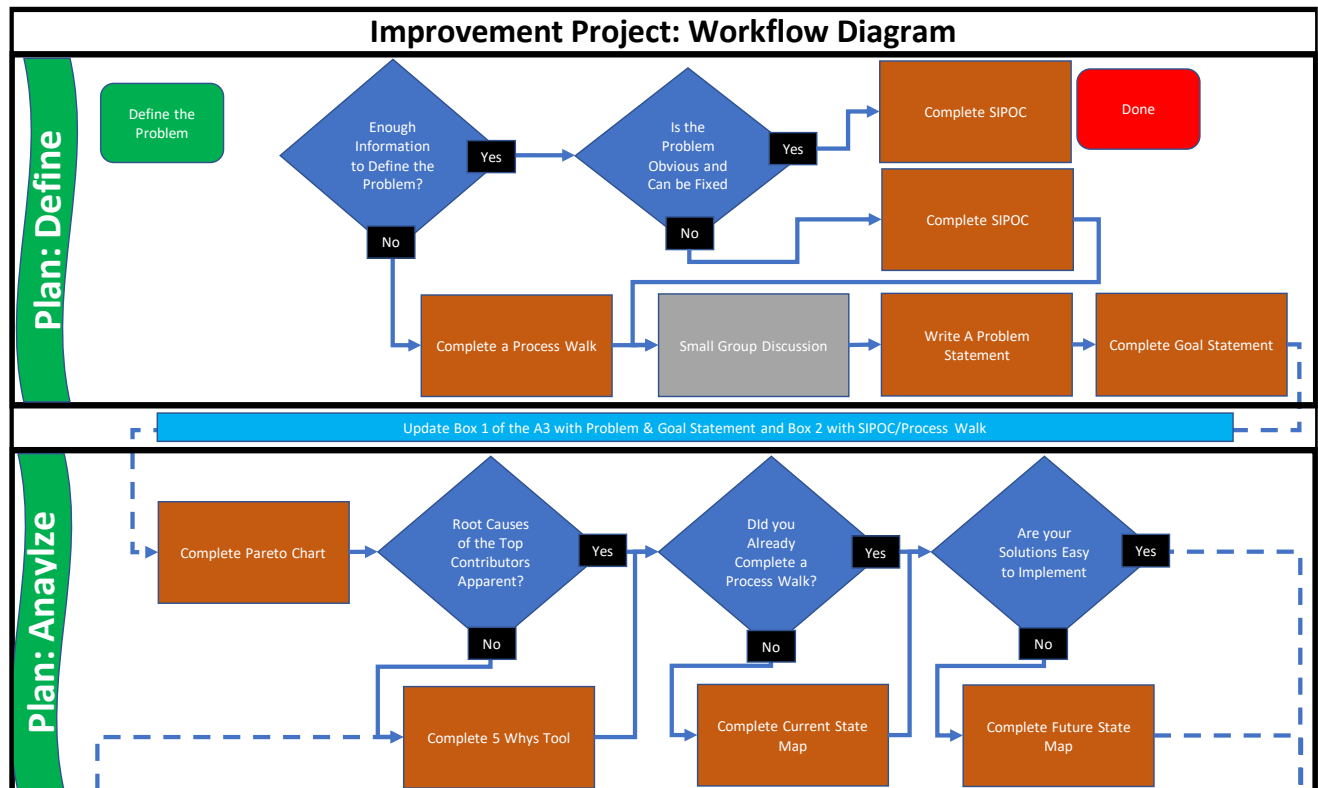 Improvement Project: Workflow Diagram
Plan: Define
Define the
Problem
Enough
Information
to Define the
Problem?
Yes
No
Is the
Problem
Obvious and
Can be Fixed
Yes
No
Complete SIPOC
Done
Complete SIPOC
Complete a Process Walk
Small Group Discussion
Write A Problem
Statement
Complete Goal Statement
Update Box 1 of the A3 with Problem & Goal Statement and Box 2 with SIPOC/Process Walk
Plan: Anavlze
Complete Pareto Chart
Root Causes
of the Top
Contributors
Apparent?
Yes
No
DId you
Already
Complete a
Process Walk?
Yes
No
Are your
Solutions Easy
to Implement
Yes
No
Complete 5 Whys Tool
Complete Current State
Map
Complete Future State
Map